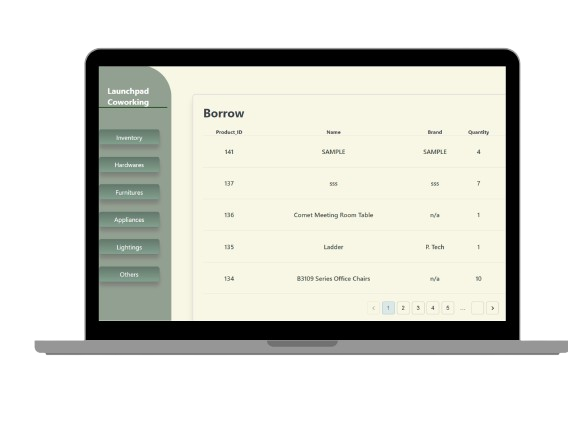 Launchpad
Coworking
Inventory
Hardwares
Furnitures
Appliances
Lightings
Others
Borrow
Product_ID Name Brand Quantity
141 SAMPLE SAMPLE 4
137 sss sss 7
136 Comet Meeting Room Table n/a 1
135 Ladder P. Tech 1
134 B3109 Series Office Chairs n/a 10
< 1 2 3 4 5 ... >